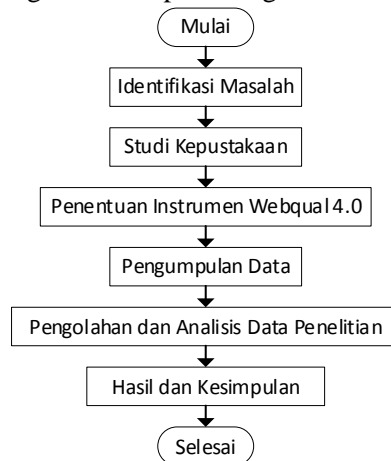 Mulai
Identifikasi Masalah
Studi Kepustakaan
Penentuan Instrumen Webqual 4.0
Pengumpulan Data
Pengolahan dan Analisis Data Penelitian
Hasil dan Kesimpulan
Selesai